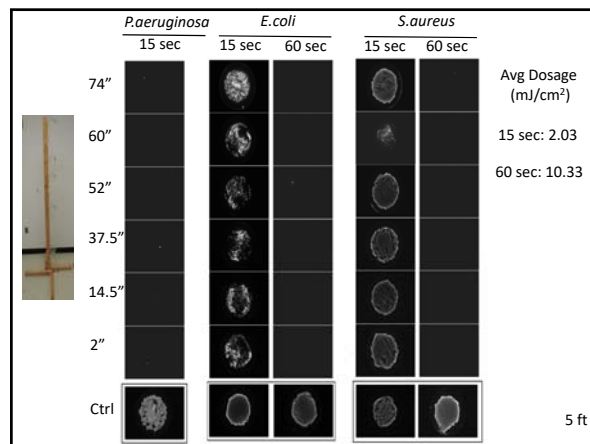 P.aeruginosa E.coli S.aureus
15 sec 15 sec 60 sec 15 sec 60 sec
74”
Avg Dosage
(mJ/cm²)
60”
15 sec: 2.03
52”
60 sec: 10.33
37.5”
14.5”
2”
Ctrl
5 ft